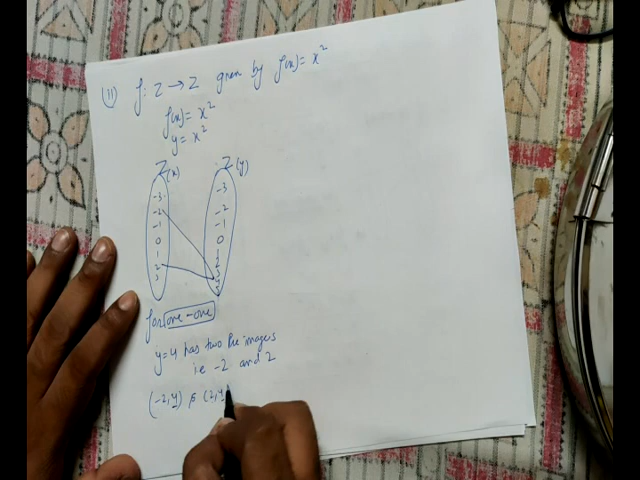 (ii) f: Z → Z given by f(x) = x²
f(x) = x²
y = x²
Z (x) Z (y)
-3 -3
-2 -2
-1 -1
0 0
1 1
2 2
3 3
for one-one
y=4 has two Pre images
i.e -2 and 2
(-2,4) & (2,4